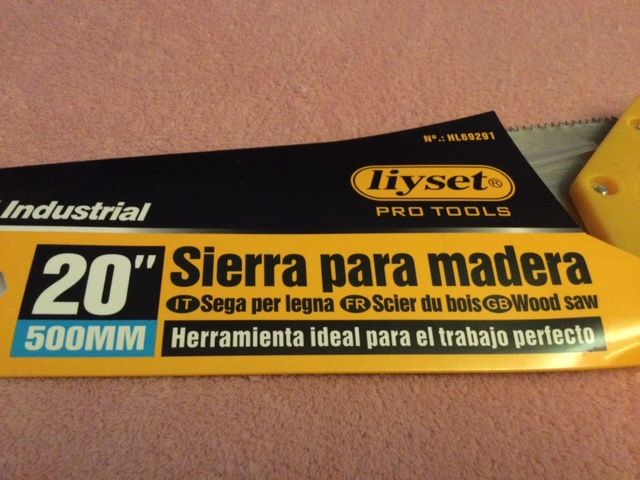 Nº.: HL69291
liyset®
PRO TOOLS
Industrial
20"
500MM
Sierra para madera
IT Sega per legna FR Scier du bois GB Wood saw
Herramienta ideal para el trabajo perfecto